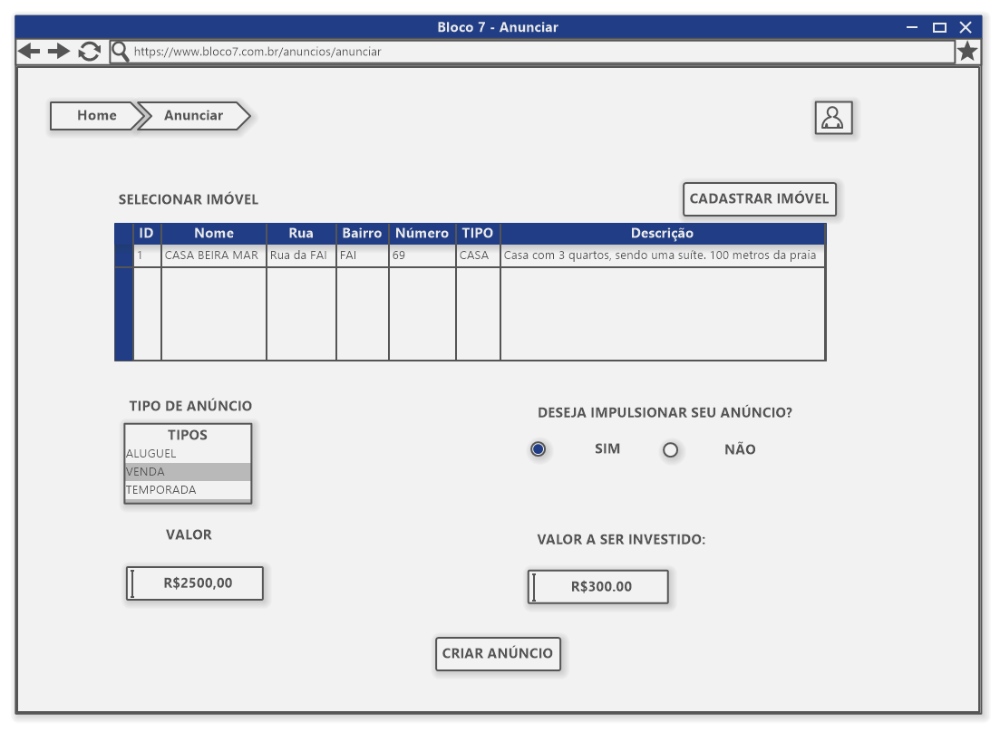 Bloco 7 - Anunciar
https://www.bloco7.com.br/anuncios/anunciar
Home Anunciar
SELECIONAR IMÓVEL CADASTRAR IMÓVEL
ID Nome Rua Bairro Número TIPO Descrição
1 CASA BEIRA MAR Rua da FAI FAI 69 CASA Casa com 3 quartos, sendo uma suíte. 100 metros da praia
TIPO DE ANÚNCIO
TIPOS
ALUGUEL
VENDA
TEMPORADA
DESEJA IMPULSIONAR SEU ANÚNCIO?
SIM NÃO
VALOR
R$2500,00
VALOR A SER INVESTIDO:
R$300.00
CRIAR ANÚNCIO